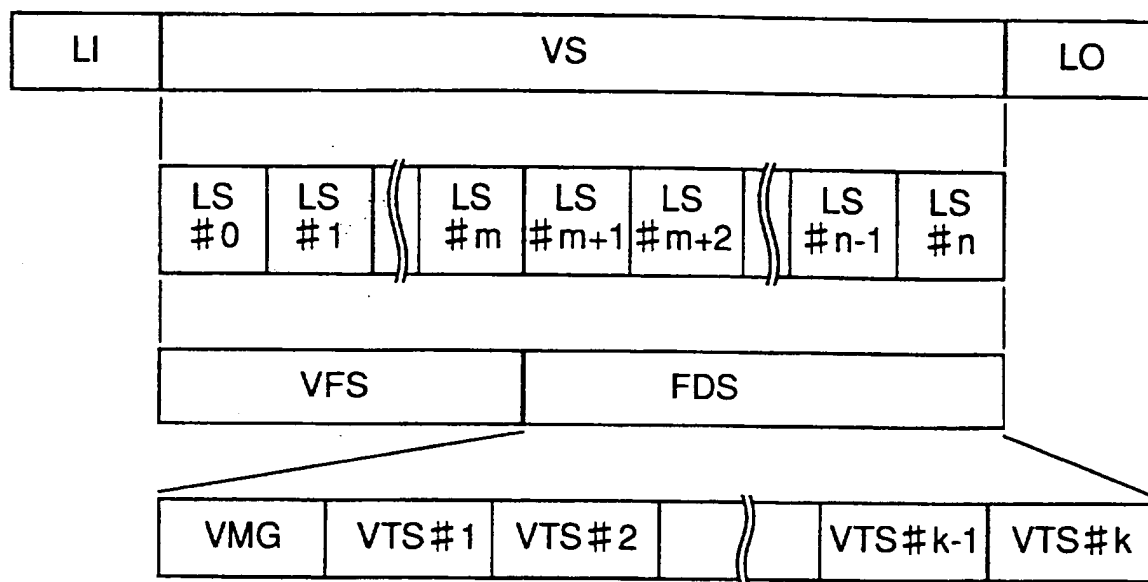 LI VS LO
LS LS LS LS LS LS LS
#0 #1 #m #m+1 #m+2 #n-1 #n
VFS FDS
VMG VTS#1 VTS#2 VTS#k-1 VTS#k